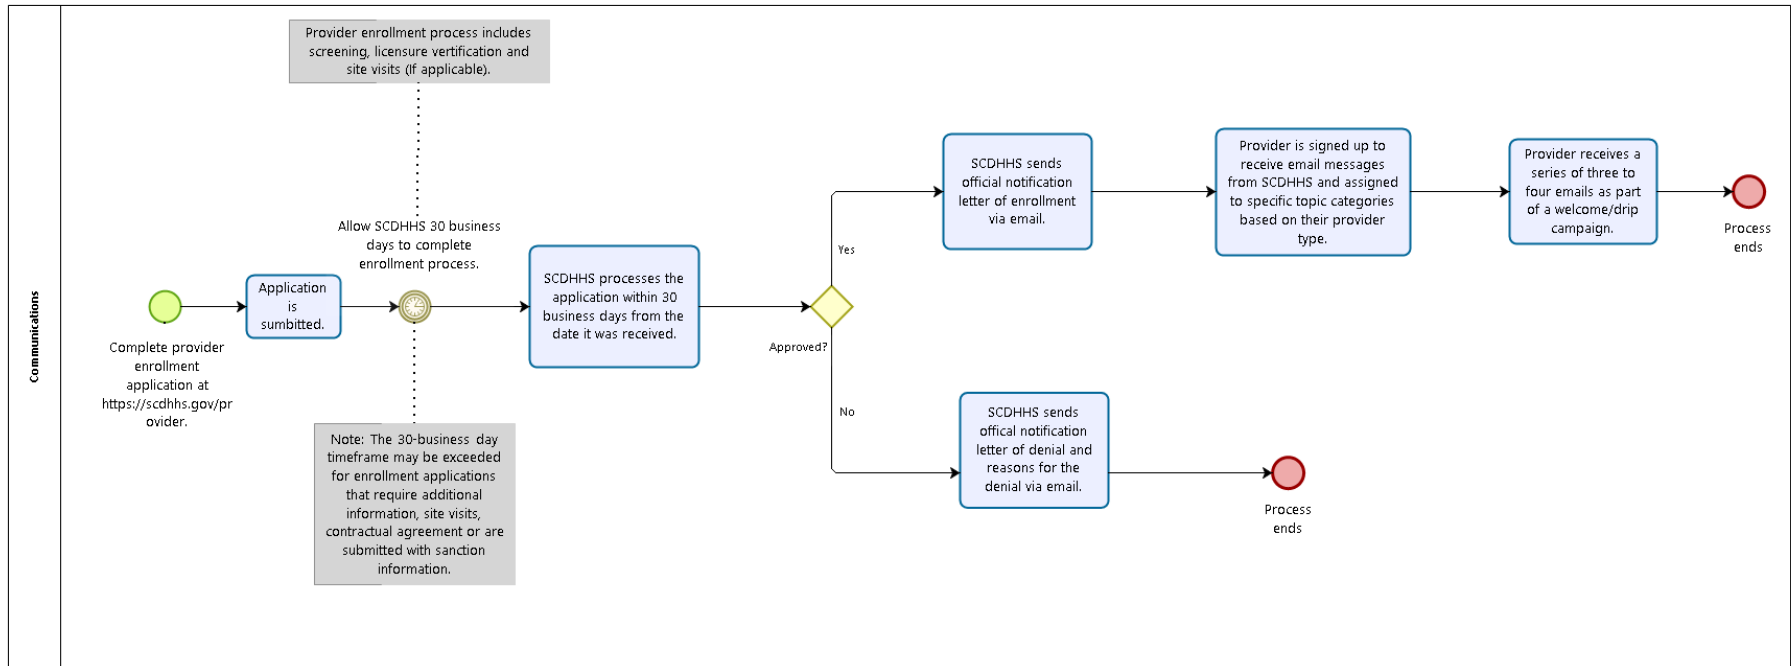 Communications
Provider enrollment process includes
screening, licensure vertification and
site visits (If applicable).
Allow SCDHHS 30 business
days to complete
enrollment process.
Complete provider
enrollment
application at
https://scdhhs.gov/pr
ovider.
Application
is
sumbitted.
Note: The 30-business day
timeframe may be exceeded
for enrollment applications
that require additional
information, site visits,
contractual agreement or are
submitted with sanction
information.
SCDHHS processes the
application within 30
business days from the
date it was received.
Approved?
Yes
SCDHHS sends
official notification
letter of enrollment
via email.
Provider is signed up to
receive email messages
from SCDHHS and assigned
to specific topic categories
based on their provider
type.
Provider receives a
series of three to
four emails as part
of a welcome/drip
campaign.
Process
ends
No
SCDHHS sends
offical notification
letter of denial and
reasons for the
denial via email.
Process
ends